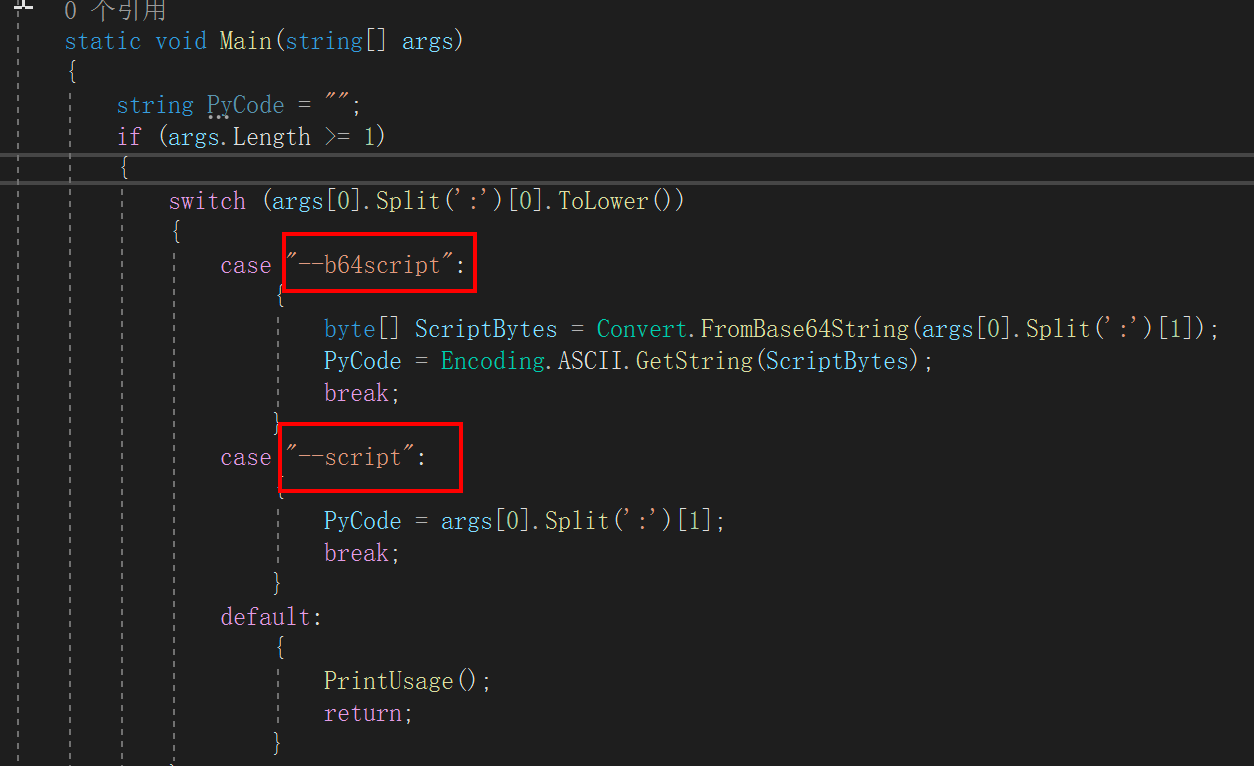 0 个引用
static void Main(string[] args)
{
string PyCode = "";
if (args.Length >= 1)
{
switch (args[0].Split(':')[0].ToLower())
{
case "--b64script":
{
byte[] ScriptBytes = Convert.FromBase64String(args[0].Split(':')[1]);
PyCode = Encoding.ASCII.GetString(ScriptBytes);
break;
}
case "--script":
{
PyCode = args[0].Split(':')[1];
break;
}
default:
{
PrintUsage();
return;
}